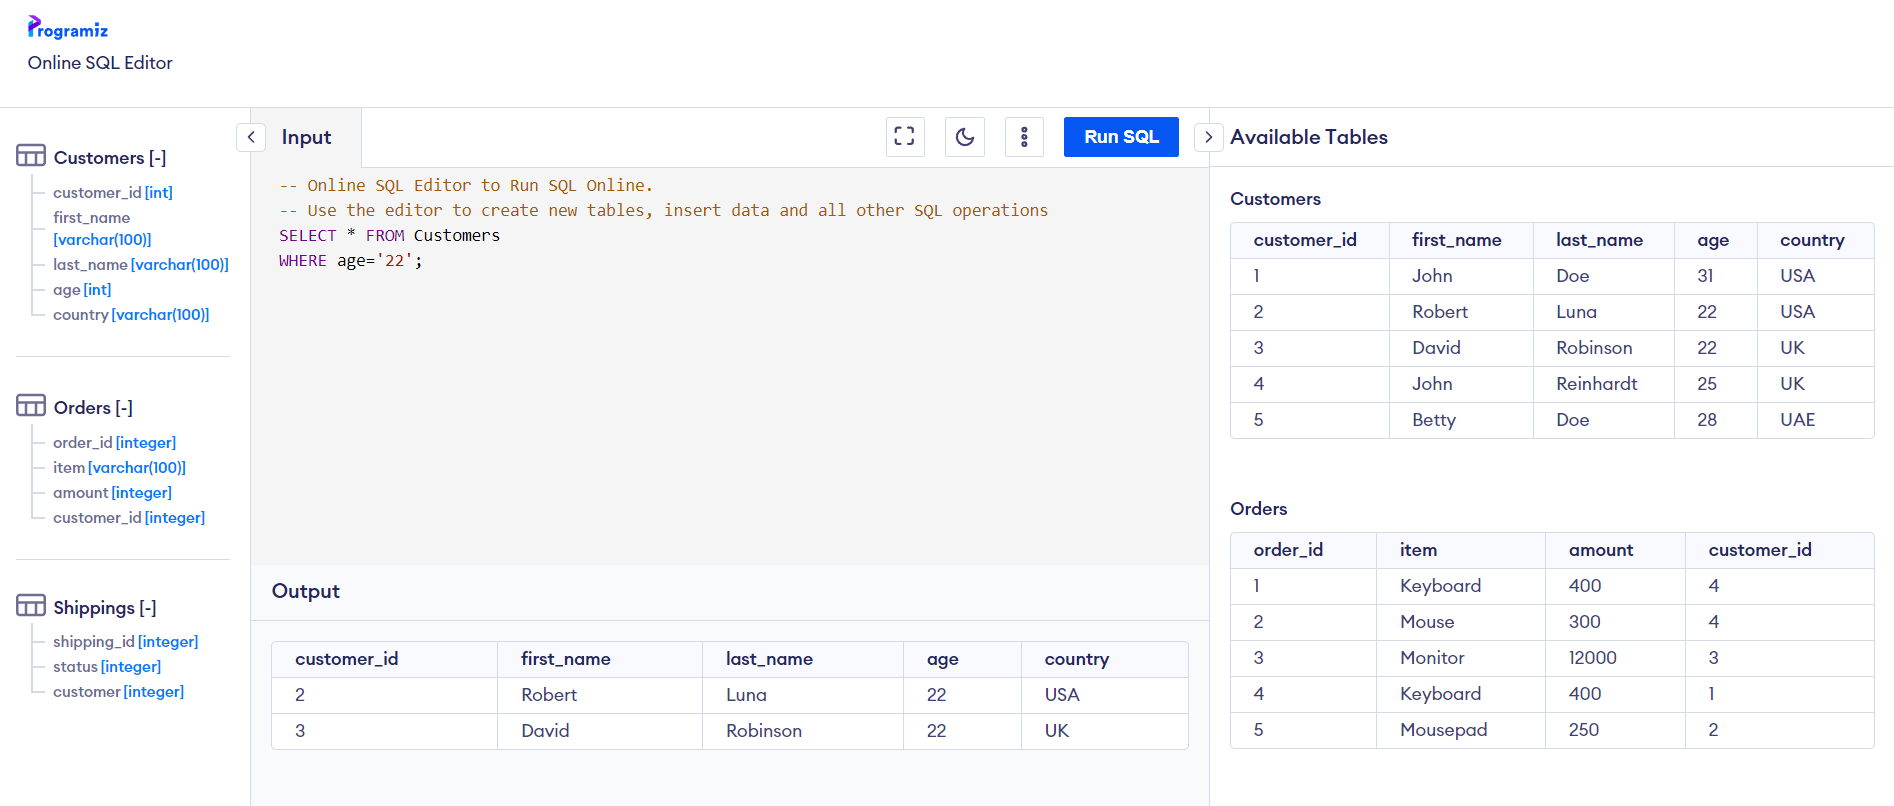 Programiz
Online SQL Editor
Customers [-]
customer_id [int]
first_name
[varchar(100)]
last_name [varchar(100)]
age [int]
country [varchar(100)]
Orders [-]
order_id [integer]
item [varchar(100)]
amount [integer]
customer_id [integer]
Shippings [-]
shipping_id [integer]
status [integer]
customer [integer]
Input
Run SQL
-- Online SQL Editor to Run SQL Online.
-- Use the editor to create new tables, insert data and all other SQL operations
SELECT * FROM Customers
WHERE age='22';
Output
customer_id first_name last_name age country
2 Robert Luna 22 USA
3 David Robinson 22 UK
Available Tables
Customers
customer_id first_name last_name age country
1 John Doe 31 USA
2 Robert Luna 22 USA
3 David Robinson 22 UK
4 John Reinhardt 25 UK
5 Betty Doe 28 UAE
Orders
order_id item amount customer_id
1 Keyboard 400 4
2 Mouse 300 4
3 Monitor 12000 3
4 Keyboard 400 1
5 Mousepad 250 2